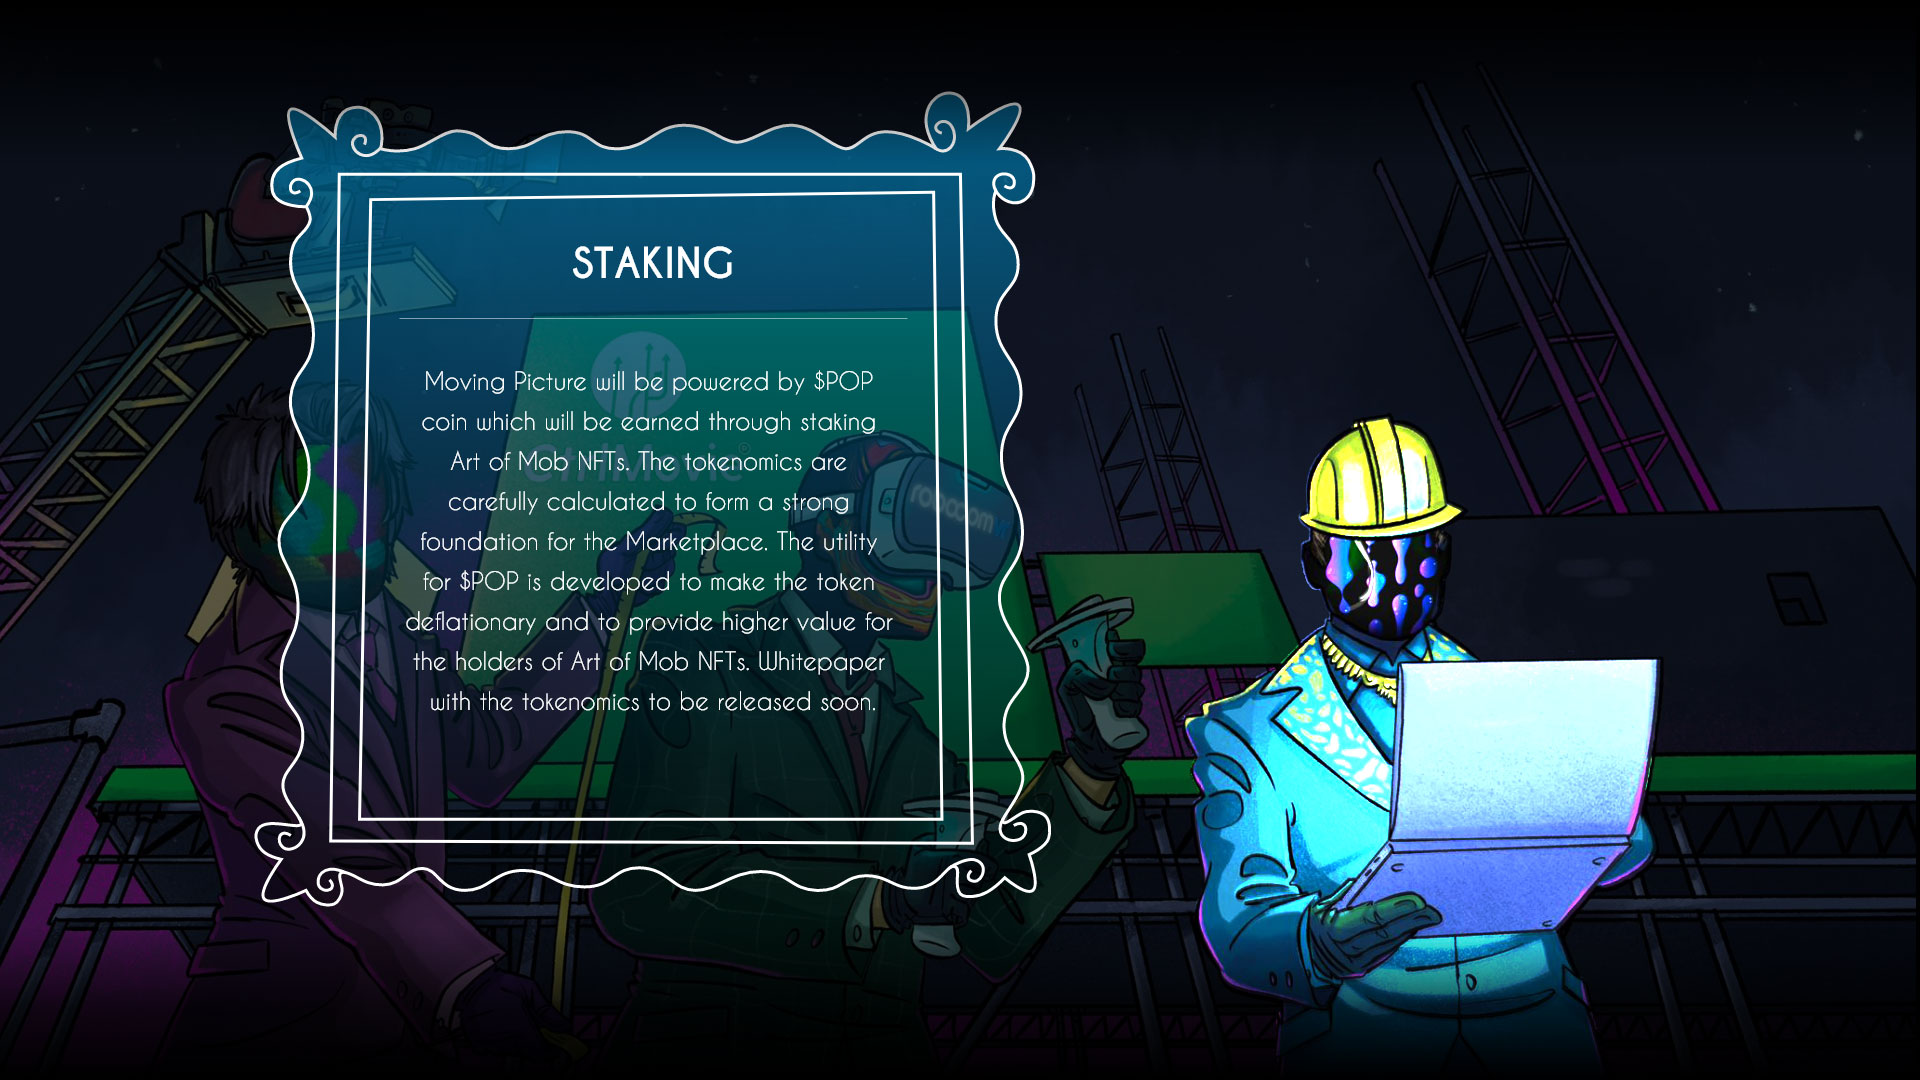 STAKING
Moving Picture will be powered by $POP
coin which will be earned through staking
Art of Mob NFTs. The tokenomics are
carefully calculated to form a strong
foundation for the Marketplace. The utility
for $POP is developed to make the token
deflationary and to provide higher value for
the holders of Art of Mob NFTs. Whitepaper
with the tokenomics to be released soon.